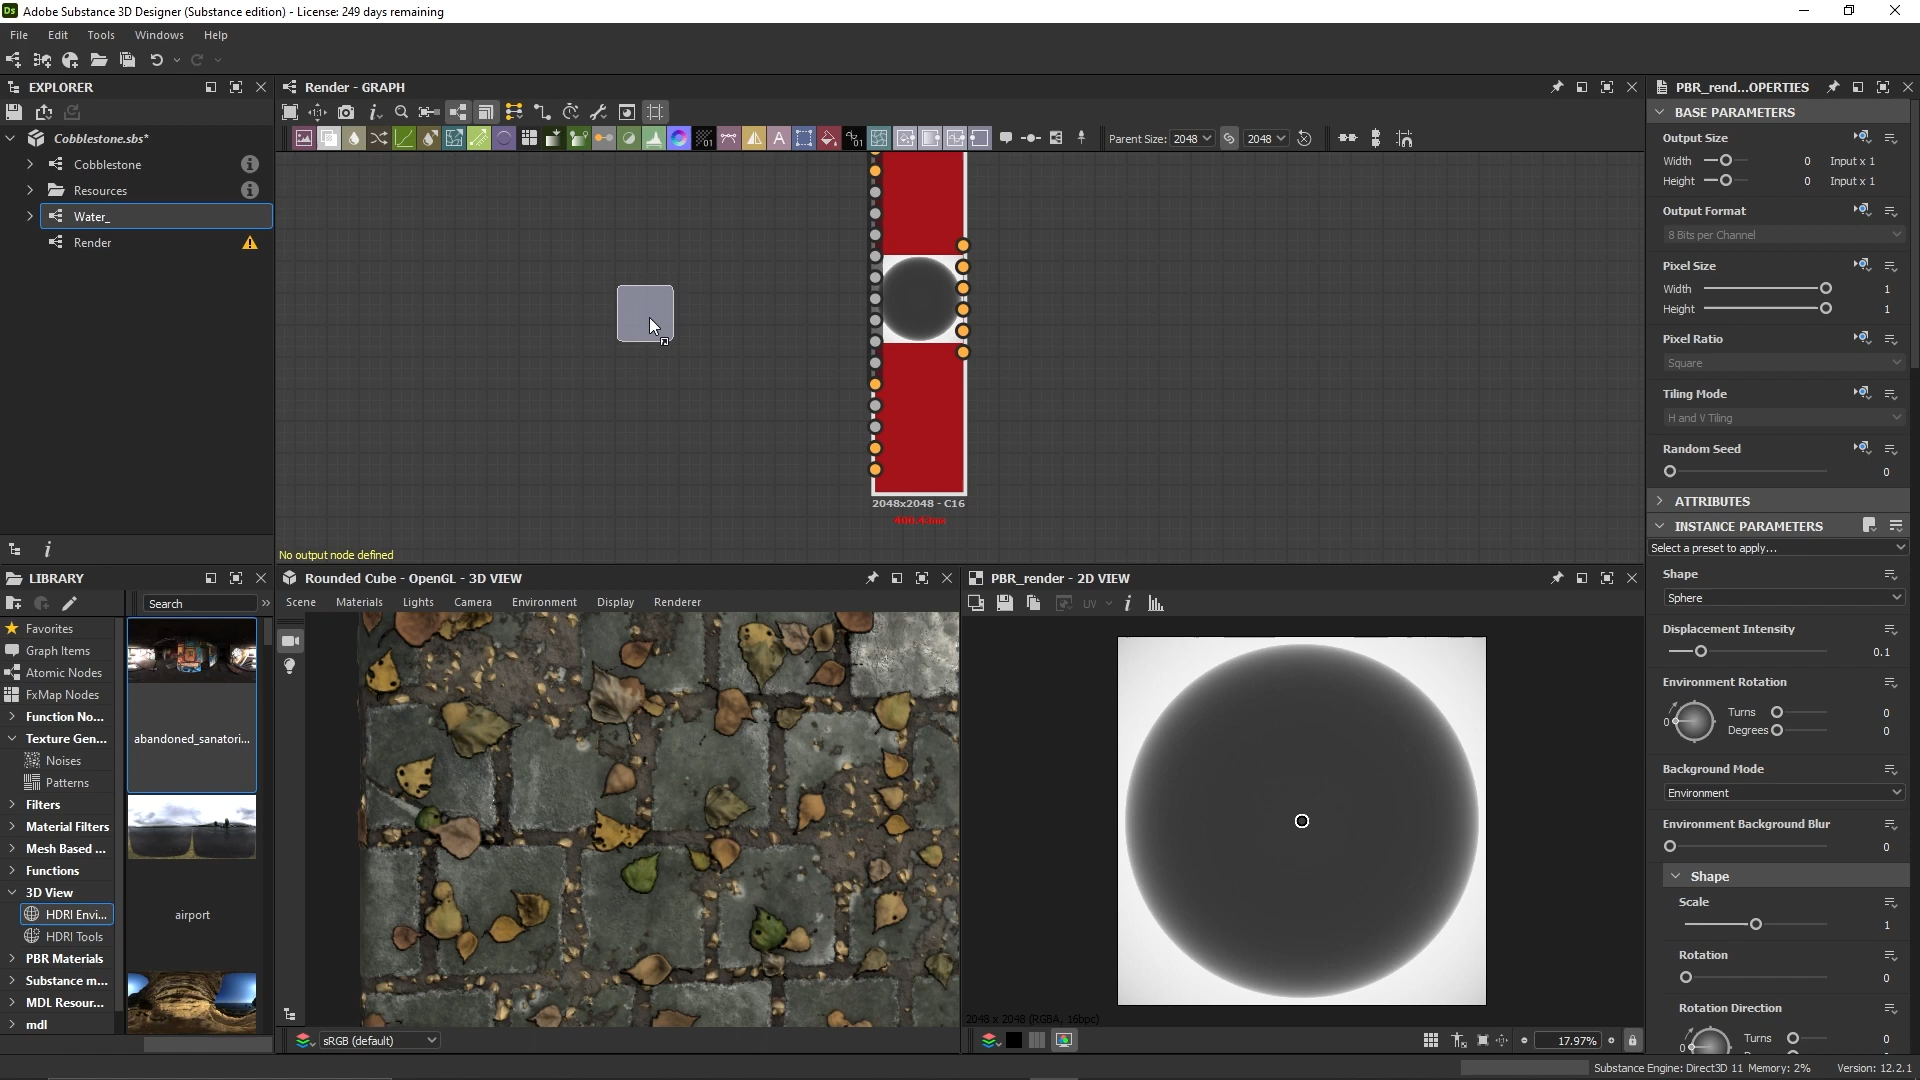 Adobe Substance 3D Designer (Substance edition) - License: 249 days remaining
File Edit Tools Windows Help
EXPLORER
Cobblestone.sbs*
Cobblestone
Resources
Water_
Render
Render - GRAPH
Parent Size: 2048 2048
2048x2048 - C16
400.43ms
No output node defined
LIBRARY
Search
Favorites
Graph Items
Atomic Nodes
FxMap Nodes
Function No...
Texture Gen...
Noises
Patterns
Filters
Material Filters
Mesh Based ...
Functions
3D View
HDRI Envi...
HDRI Tools
PBR Materials
Substance m...
MDL Resour...
mdl
abandoned_sanatori...
airport
Rounded Cube - OpenGL - 3D VIEW
Scene Materials Lights Camera Environment Display Renderer
sRGB (default)
PBR_render - 2D VIEW
UV
2048 x 2048 (RGBA, 16bpc)
17.97%
PBR_rend...OPERTIES
BASE PARAMETERS
Output Size
Width 0 Input x 1
Height 0 Input x 1
Output Format
8 Bits per Channel
Pixel Size
Width 1
Height 1
Pixel Ratio
Square
Tiling Mode
H and V Tiling
Random Seed
0
ATTRIBUTES
INSTANCE PARAMETERS
Select a preset to apply...
Shape
Sphere
Displacement Intensity
0.1
Environment Rotation
0 Turns 0
Degrees 0
Background Mode
Environment
Environment Background Blur
0
Shape
Scale
1
Rotation
0
Rotation Direction
0 Turns 0
Substance Engine: Direct3D 11 Memory: 2% Version: 12.2.1